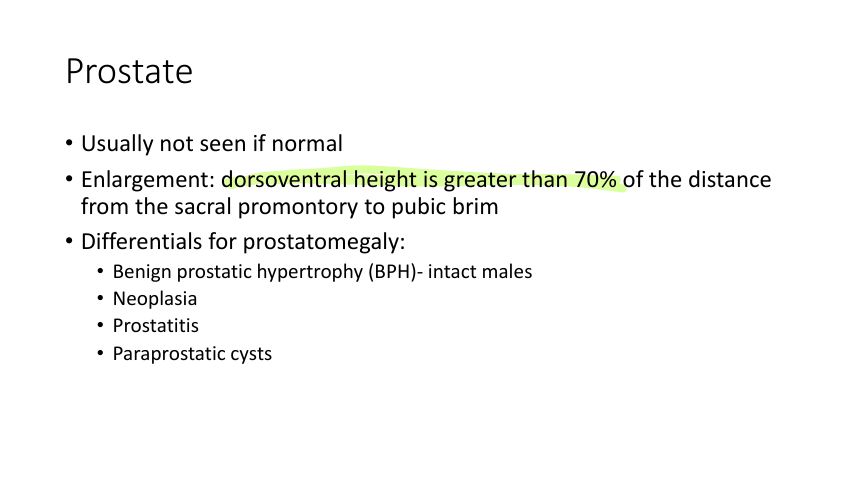 Prostate
• Usually not seen if normal
• Enlargement: dorsoventral height is greater than 70% of the distance
from the sacral promontory to pubic brim
• Differentials for prostatomegaly:
• Benign prostatic hypertrophy (BPH)- intact males
• Neoplasia
• Prostatitis
• Paraprostatic cysts